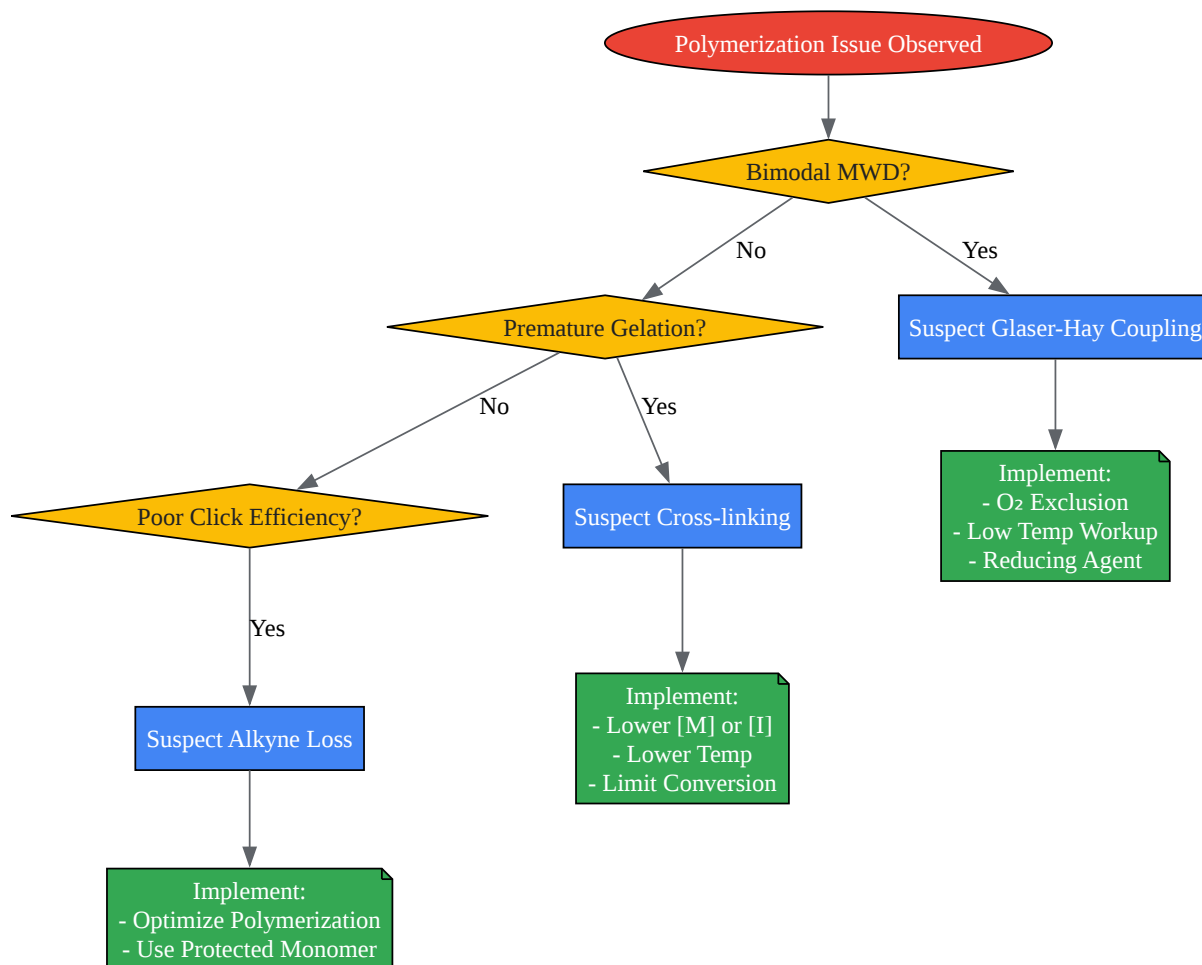 Polymerization Issue Observed
Bimodal MWD?
No
Yes
Premature Gelation?
Suspect Glaser-Hay Coupling
No
Yes
Implement:
- O₂ Exclusion
- Low Temp Workup
- Reducing Agent
Poor Click Efficiency?
Suspect Cross-linking
Yes
Implement:
- Lower [M] or [I]
- Lower Temp
- Limit Conversion
Suspect Alkyne Loss
Implement:
- Optimize Polymerization
- Use Protected Monomer